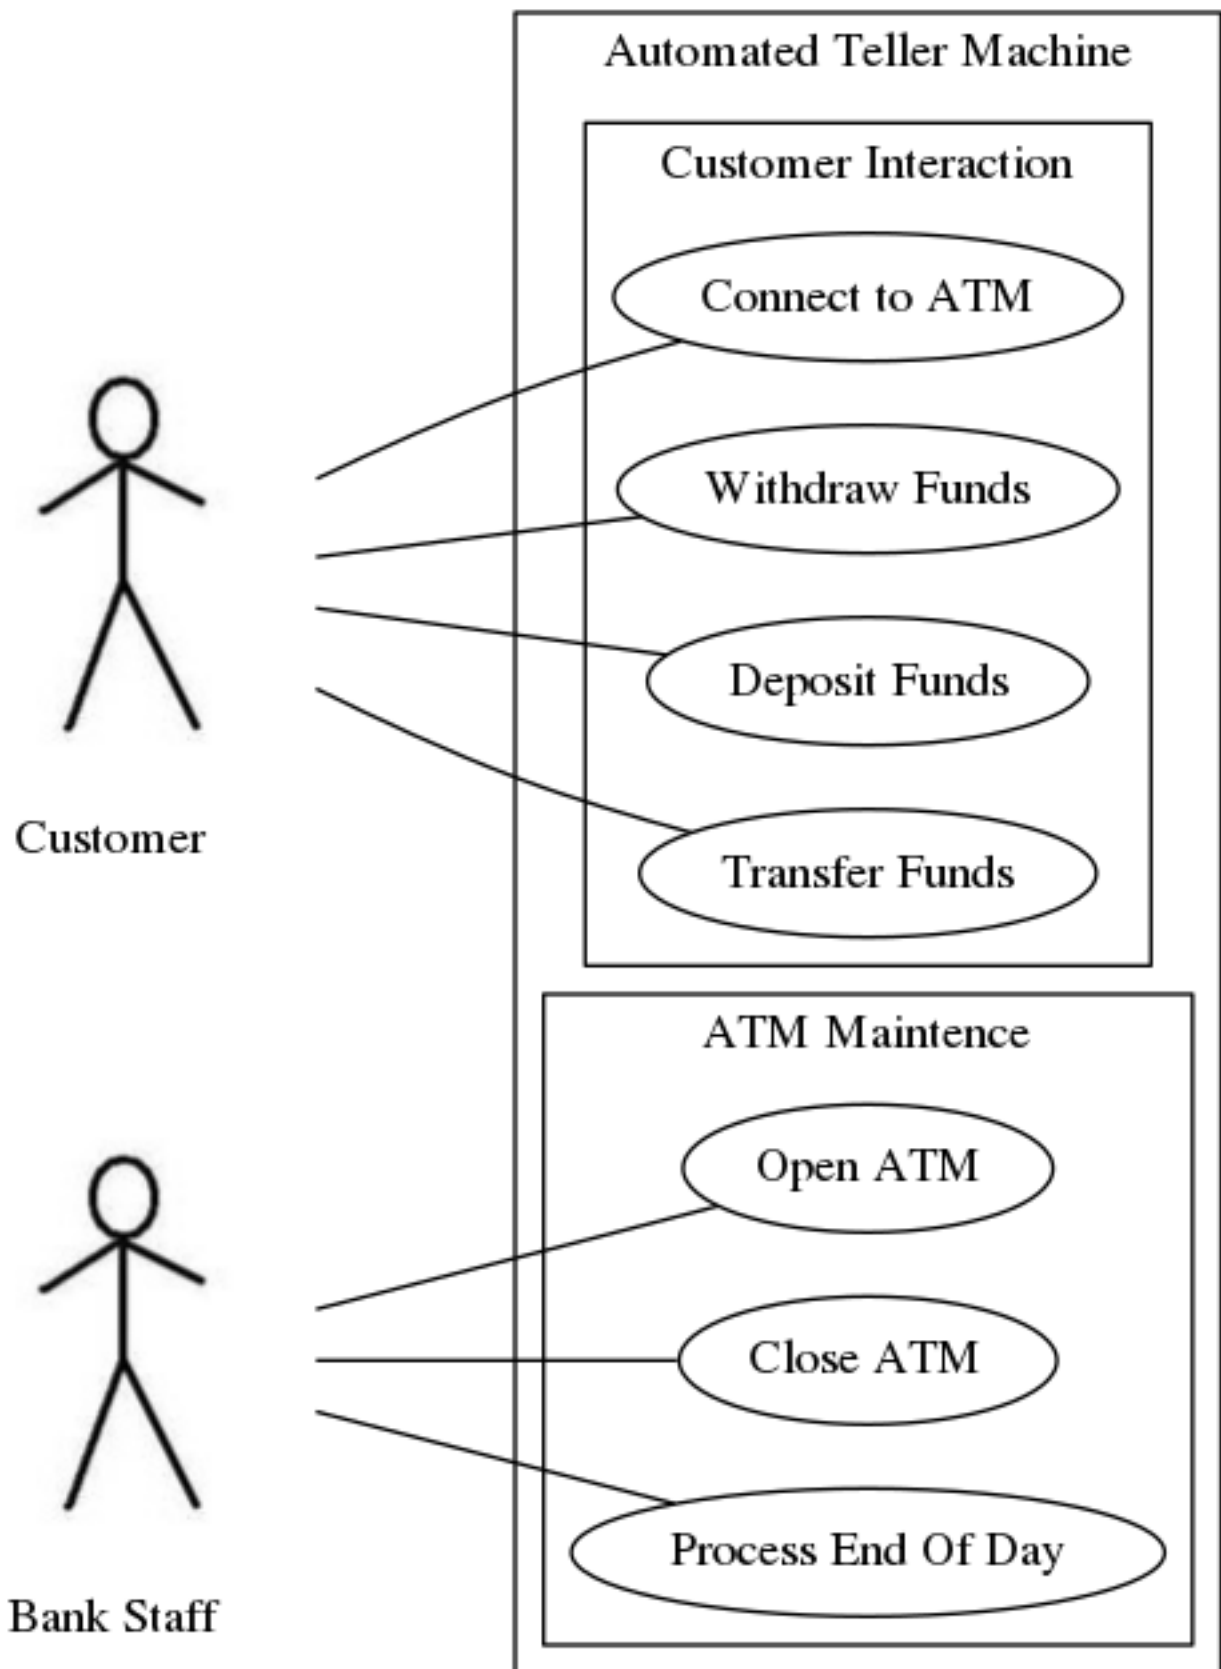 Automated Teller Machine
Customer Interaction
Connect to ATM
Withdraw Funds
Deposit Funds
Transfer Funds
Customer
ATM Maintence
Open ATM
Close ATM
Process End Of Day
Bank Staff